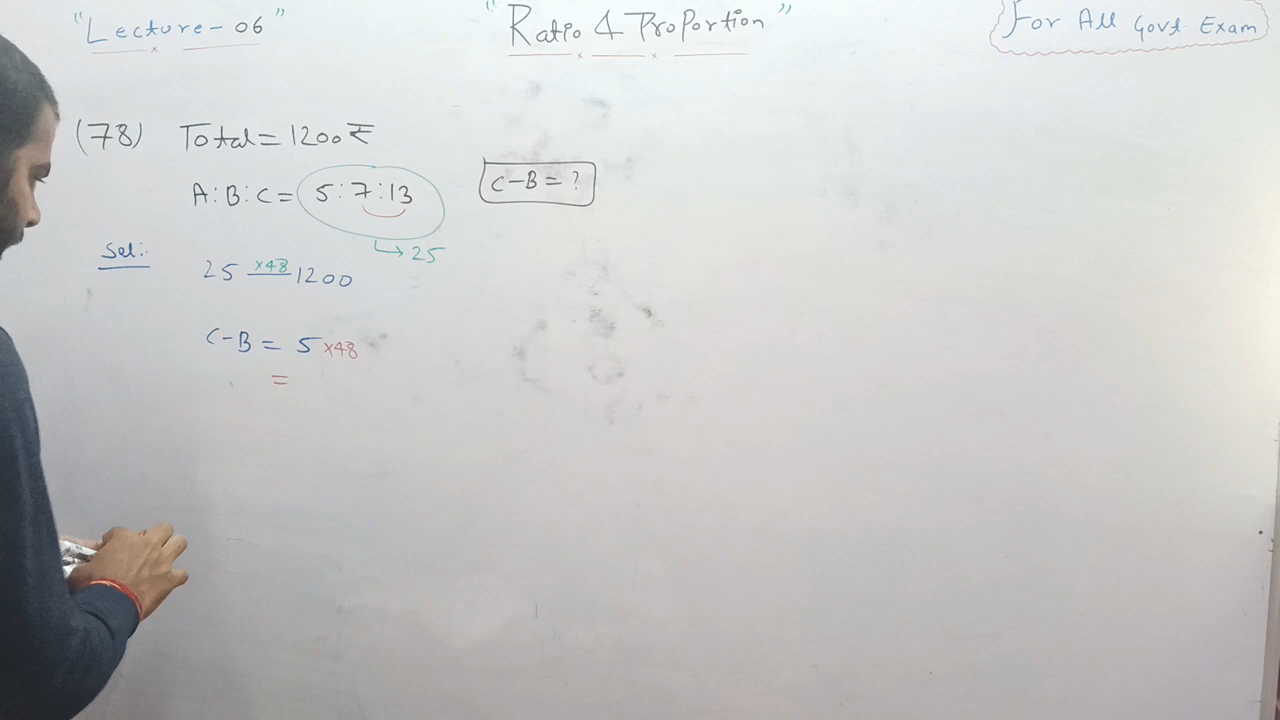 "Lecture-06"
"Ratio & Proportion"
For All Govt Exam
(78) Total = 1200₹
A:B:C = 5:7:13
C-B = ?
↳ 25
Sol:-
25 ×48 1200
C-B = 5×48
=